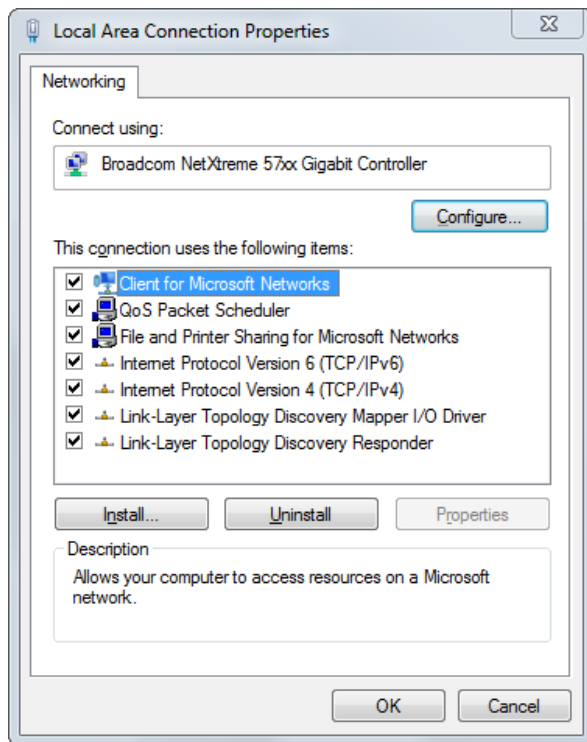 Local Area Connection Properties
Networking
Connect using:
Broadcom NetXtreme 57xx Gigabit Controller
Configure...
This connection uses the following items:
Client for Microsoft Networks
QoS Packet Scheduler
File and Printer Sharing for Microsoft Networks
Internet Protocol Version 6 (TCP/IPv6)
Internet Protocol Version 4 (TCP/IPv4)
Link-Layer Topology Discovery Mapper I/O Driver
Link-Layer Topology Discovery Responder
Install... Uninstall Properties
Description
Allows your computer to access resources on a Microsoft
network.
OK Cancel